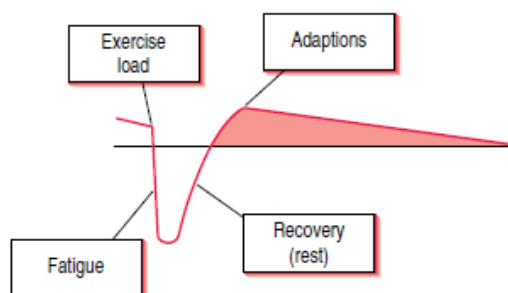 Exercise
load
Adaptions
Recovery
(rest)
Fatigue